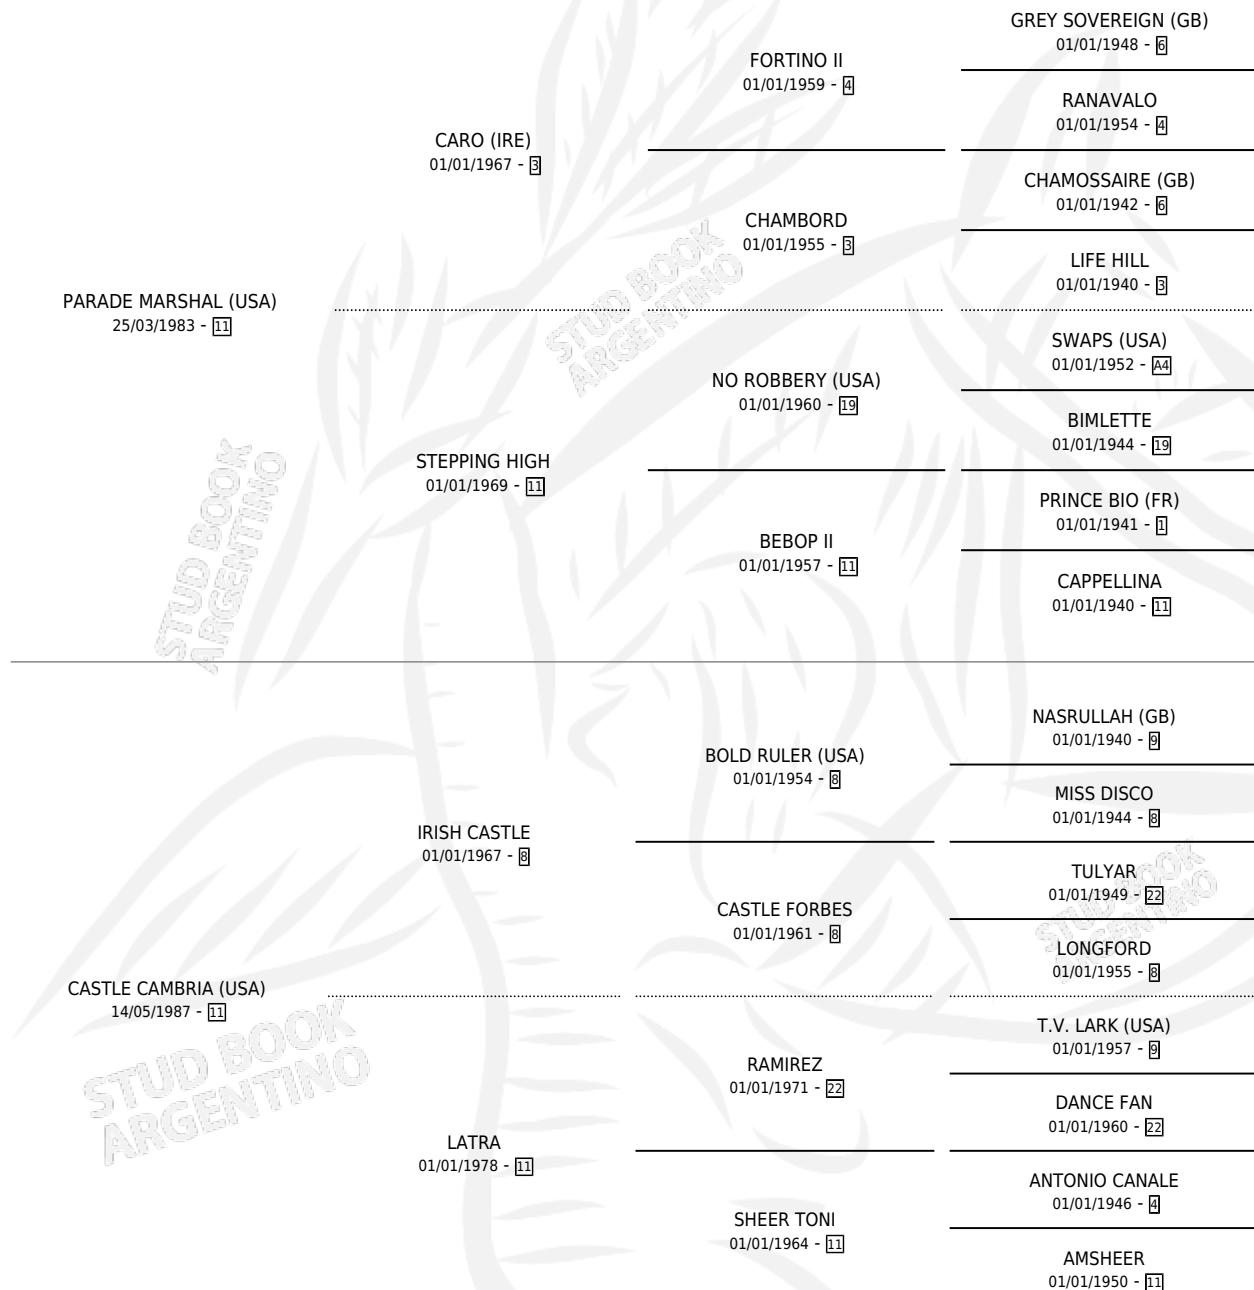 GREY SOVEREIGN (GB)
01/01/1948 - 6
FORTINO II
01/01/1959 - 4
RANAVALO
01/01/1954 - 4
CARO (IRE)
01/01/1967 - 3
CHAMOSSAIRE (GB)
01/01/1942 - 6
CHAMBORD
01/01/1955 - 3
LIFE HILL
01/01/1940 - 3
PARADE MARSHAL (USA)
25/03/1983 - 11
STUD BOOK
ARGENTINO
SWAPS (USA)
01/01/1952 - A4
NO ROBBERY (USA)
01/01/1960 - 19
BIMLETTE
01/01/1944 - 19
STEPPING HIGH
01/01/1969 - 11
PRINCE BIO (FR)
01/01/1941 - 1
BEBOP II
01/01/1957 - 11
CAPPELLINA
01/01/1940 - 11
STUD BOOK
ARGENTINO
NASRULLAH (GB)
01/01/1940 - 9
BOLD RULER (USA)
01/01/1954 - 8
MISS DISCO
01/01/1944 - 8
IRISH CASTLE
01/01/1967 - 8
TULYAR
01/01/1949 - 22
CASTLE FORBES
01/01/1961 - 8
LONGFORD
01/01/1955 - 8
STUD BOOK
ARGENTINO
CASTLE CAMBRIA (USA)
14/05/1987 - 11
T.V. LARK (USA)
01/01/1957 - 9
RAMIREZ
01/01/1971 - 22
DANCE FAN
01/01/1960 - 22
STUD BOOK
ARGENTINO
LATRA
01/01/1978 - 11
ANTONIO CANALE
01/01/1946 - 4
SHEER TONI
01/01/1964 - 11
AMSHEER
01/01/1950 - 11